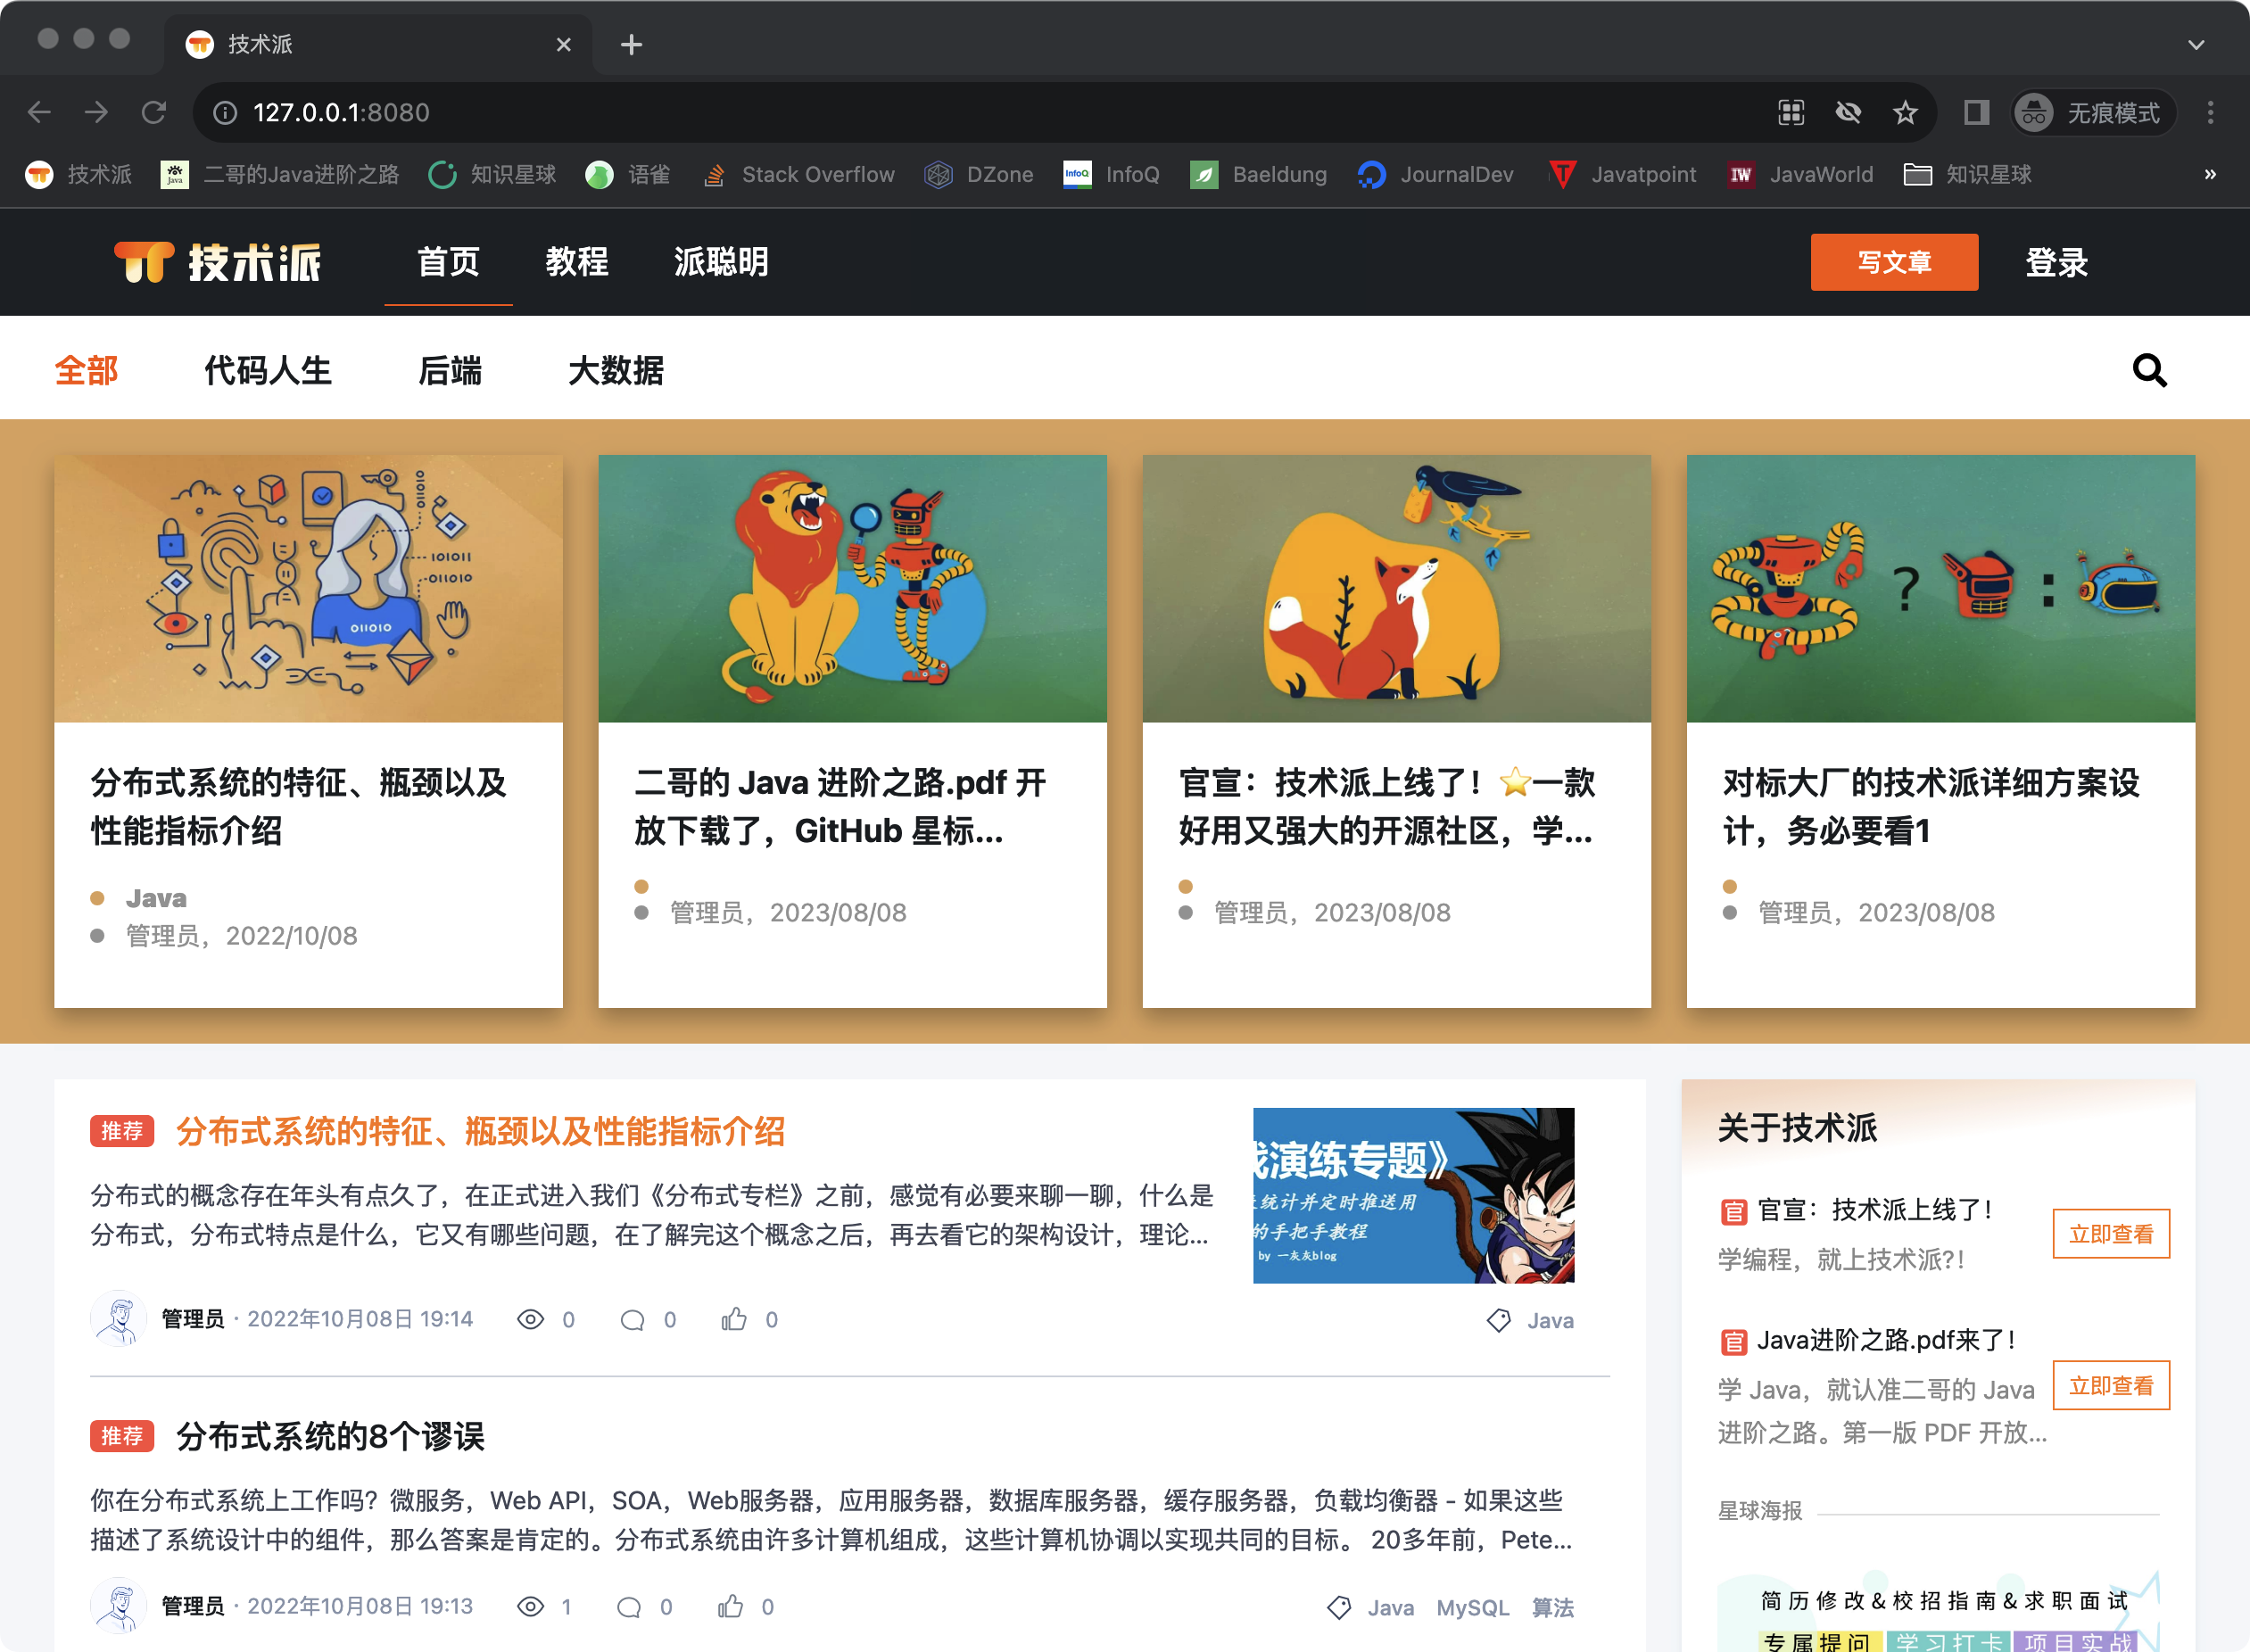 技术派
127.0.0.1:8080
无痕模式
技术派
二哥的Java进阶之路
知识星球
语雀
Stack Overflow
DZone
InfoQ
Baeldung
JournalDev
Javatpoint
JavaWorld
知识星球
»
技术派
首页
教程
派聪明
写文章
登录
全部
代码人生
后端
大数据
101011
011010
011010
分布式系统的特征、瓶颈以及
性能指标介绍
Java
管理员，2022/10/08
二哥的 Java 进阶之路.pdf 开
放下载了，GitHub 星标...
管理员，2023/08/08
官宣：技术派上线了！⭐一款
好用又强大的开源社区，学...
管理员，2023/08/08
? :
对标大厂的技术派详细方案设
计，务必要看1
管理员，2023/08/08
推荐 分布式系统的特征、瓶颈以及性能指标介绍
分布式的概念存在年头有点久了，在正式进入我们《分布式专栏》之前，感觉有必要来聊一聊，什么是
分布式，分布式特点是什么，它又有哪些问题，在了解完这个概念之后，再去看它的架构设计，理论...
演练专题》
统计并定时推送用
的手把手教程
by 一灰灰blog
管理员 · 2022年10月08日 19:14 0 0 0 Java
推荐 分布式系统的8个谬误
你在分布式系统上工作吗？微服务，Web API，SOA，Web服务器，应用服务器，数据库服务器，缓存服务器，负载均衡器 - 如果这些
描述了系统设计中的组件，那么答案是肯定的。分布式系统由许多计算机组成，这些计算机协调以实现共同的目标。 20多年前，Pete...
管理员 · 2022年10月08日 19:13 1 0 0 Java MySQL 算法
关于技术派
官 官宣：技术派上线了！
学编程，就上技术派?！
立即查看
官 Java进阶之路.pdf来了！
学 Java，就认准二哥的 Java
进阶之路。第一版 PDF 开放...
立即查看
星球海报
简历修改&校招指南&求职面试
专属提问 学习打卡 项目实战